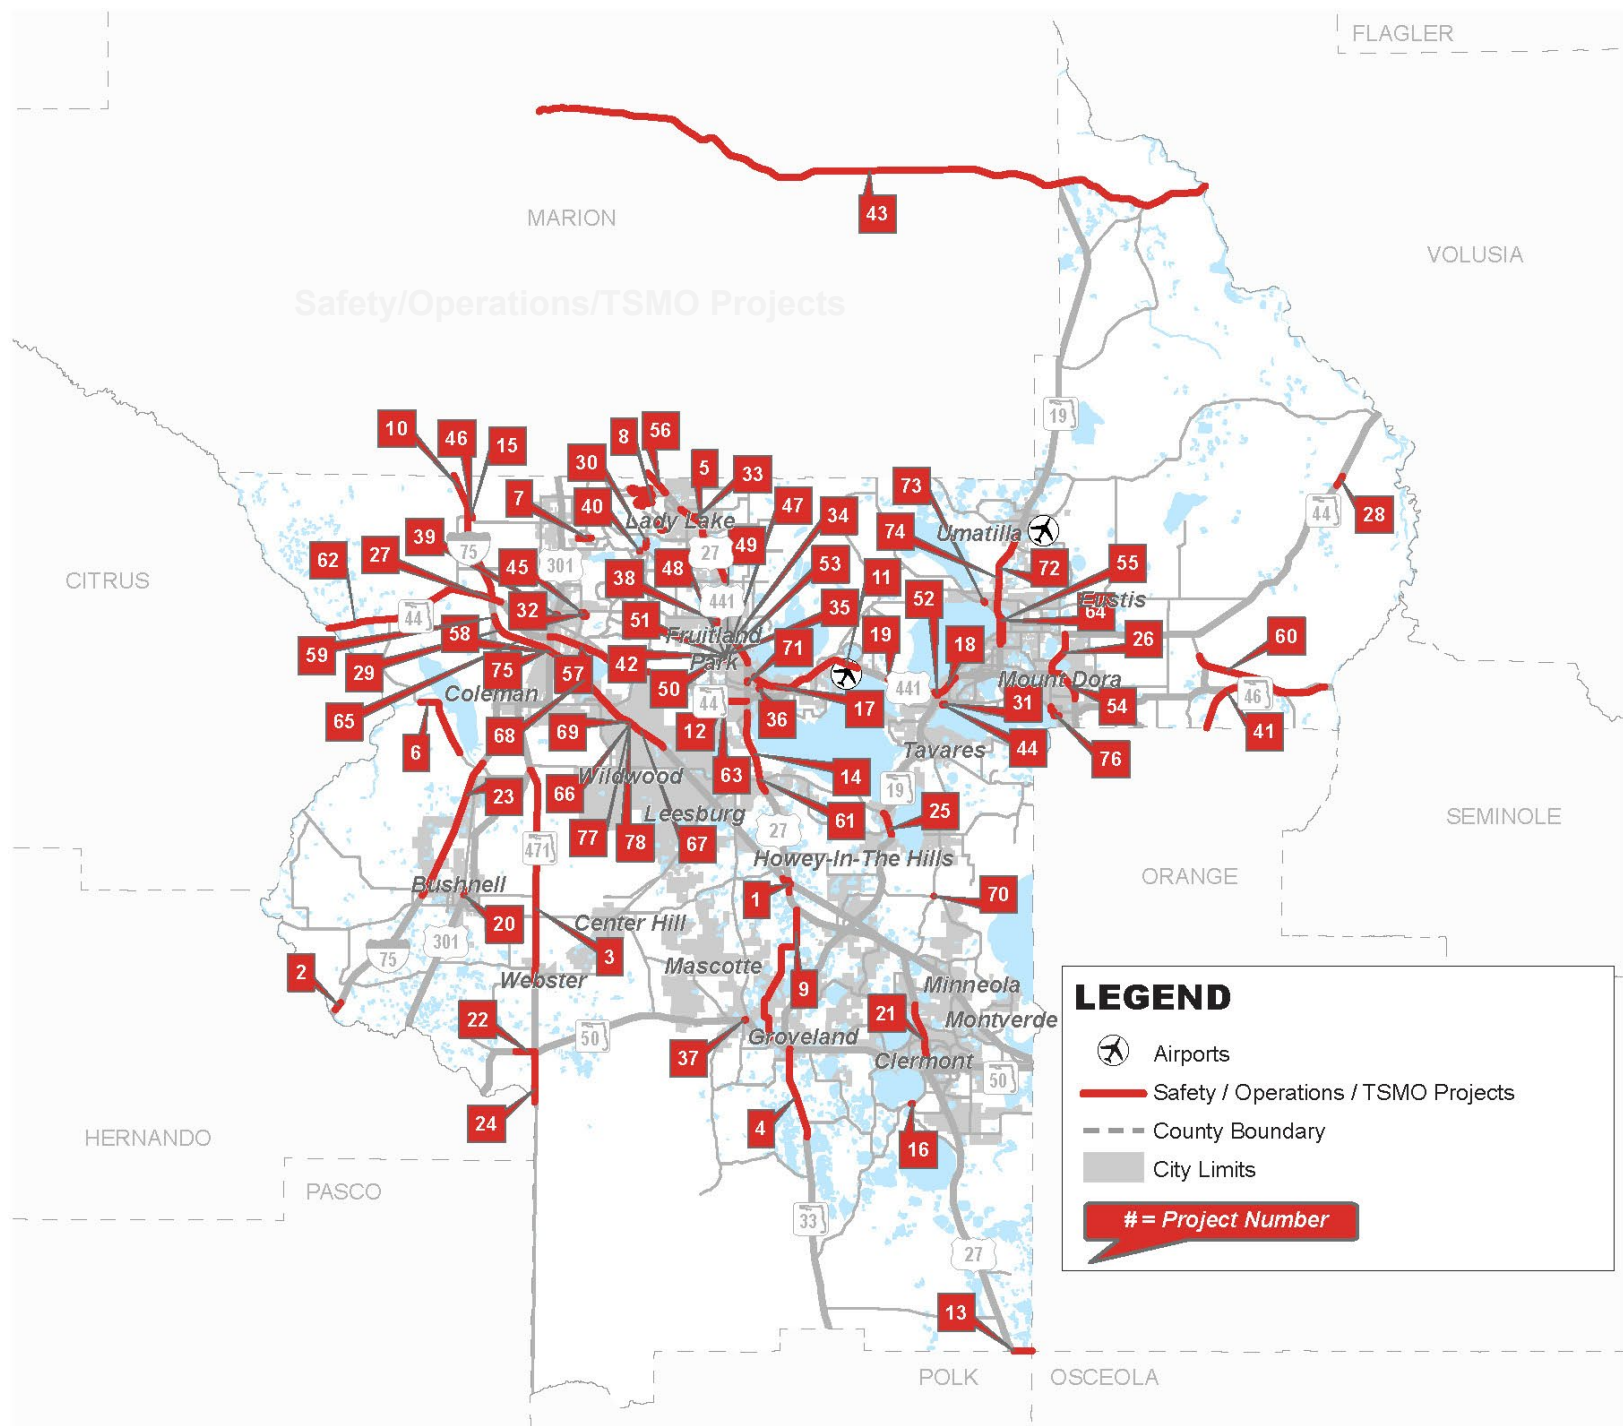 FLAGLER
43
MARION
VOLUSIA
Safety/Operations/TSMO Projects
19
10
46
15
8
56
30
5
33
7
40
47
34
73
Lady Lake
74
Umatilla
44
28
39
75
27
62
45
301
27
49
53
11
72
55
CITRUS
38
48
52
Eustis
44
32
441
64
51
35
19
18
26
60
59
58
Fruitland
Park
71
29
75
57
42
50
441
Mount Dora
46
Coleman
44
36
17
31
54
41
65
68
69
12
6
Tavares
44
76
66
Wildwood
63
14
23
19
Leesburg
61
25
SEMINOLE
77
78
67
27
471
Howey-In-The Hills
ORANGE
Bushnell
1
70
20
Center Hill
301
75
3
Mascotte
2
Webster
9
Minneola
22
21
Montverde
50
37
Groveland
Clermont
50
24
4
16
HERNANDO
PASCO
33
27
13
POLK
OSCEOLA
LEGEND
Airports
Safety / Operations / TSMO Projects
County Boundary
City Limits
# = Project Number